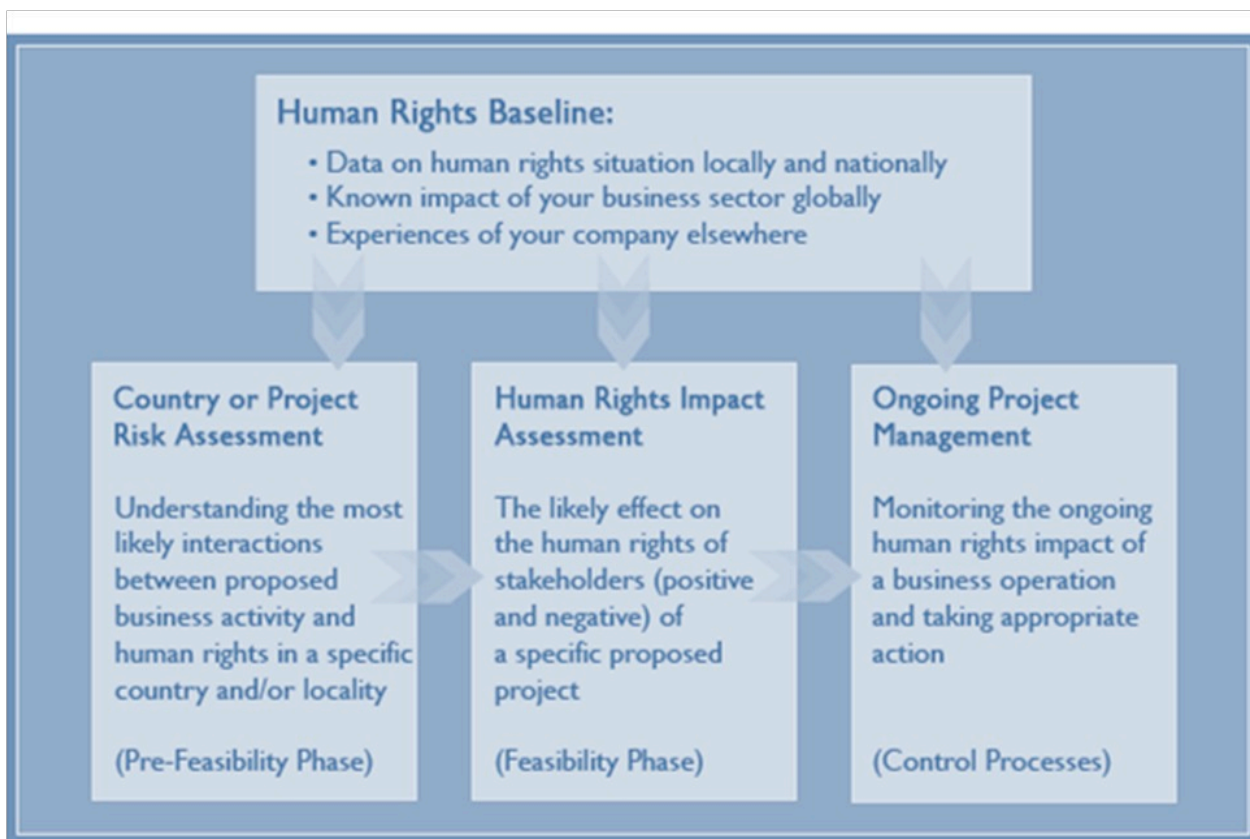 Human Rights Baseline:
• Data on human rights situation locally and nationally
• Known impact of your business sector globally
• Experiences of your company elsewhere
Country or Project
Risk Assessment
Understanding the most
likely interactions
between proposed
business activity and
human rights in a specific
country and/or locality
(Pre-Feasibility Phase)
Human Rights Impact
Assessment
The likely effect on
the human rights of
stakeholders (positive
and negative) of
a specific proposed
project
(Feasibility Phase)
Ongoing Project
Management
Monitoring the ongoing
human rights impact of
a business operation
and taking appropriate
action
(Control Processes)